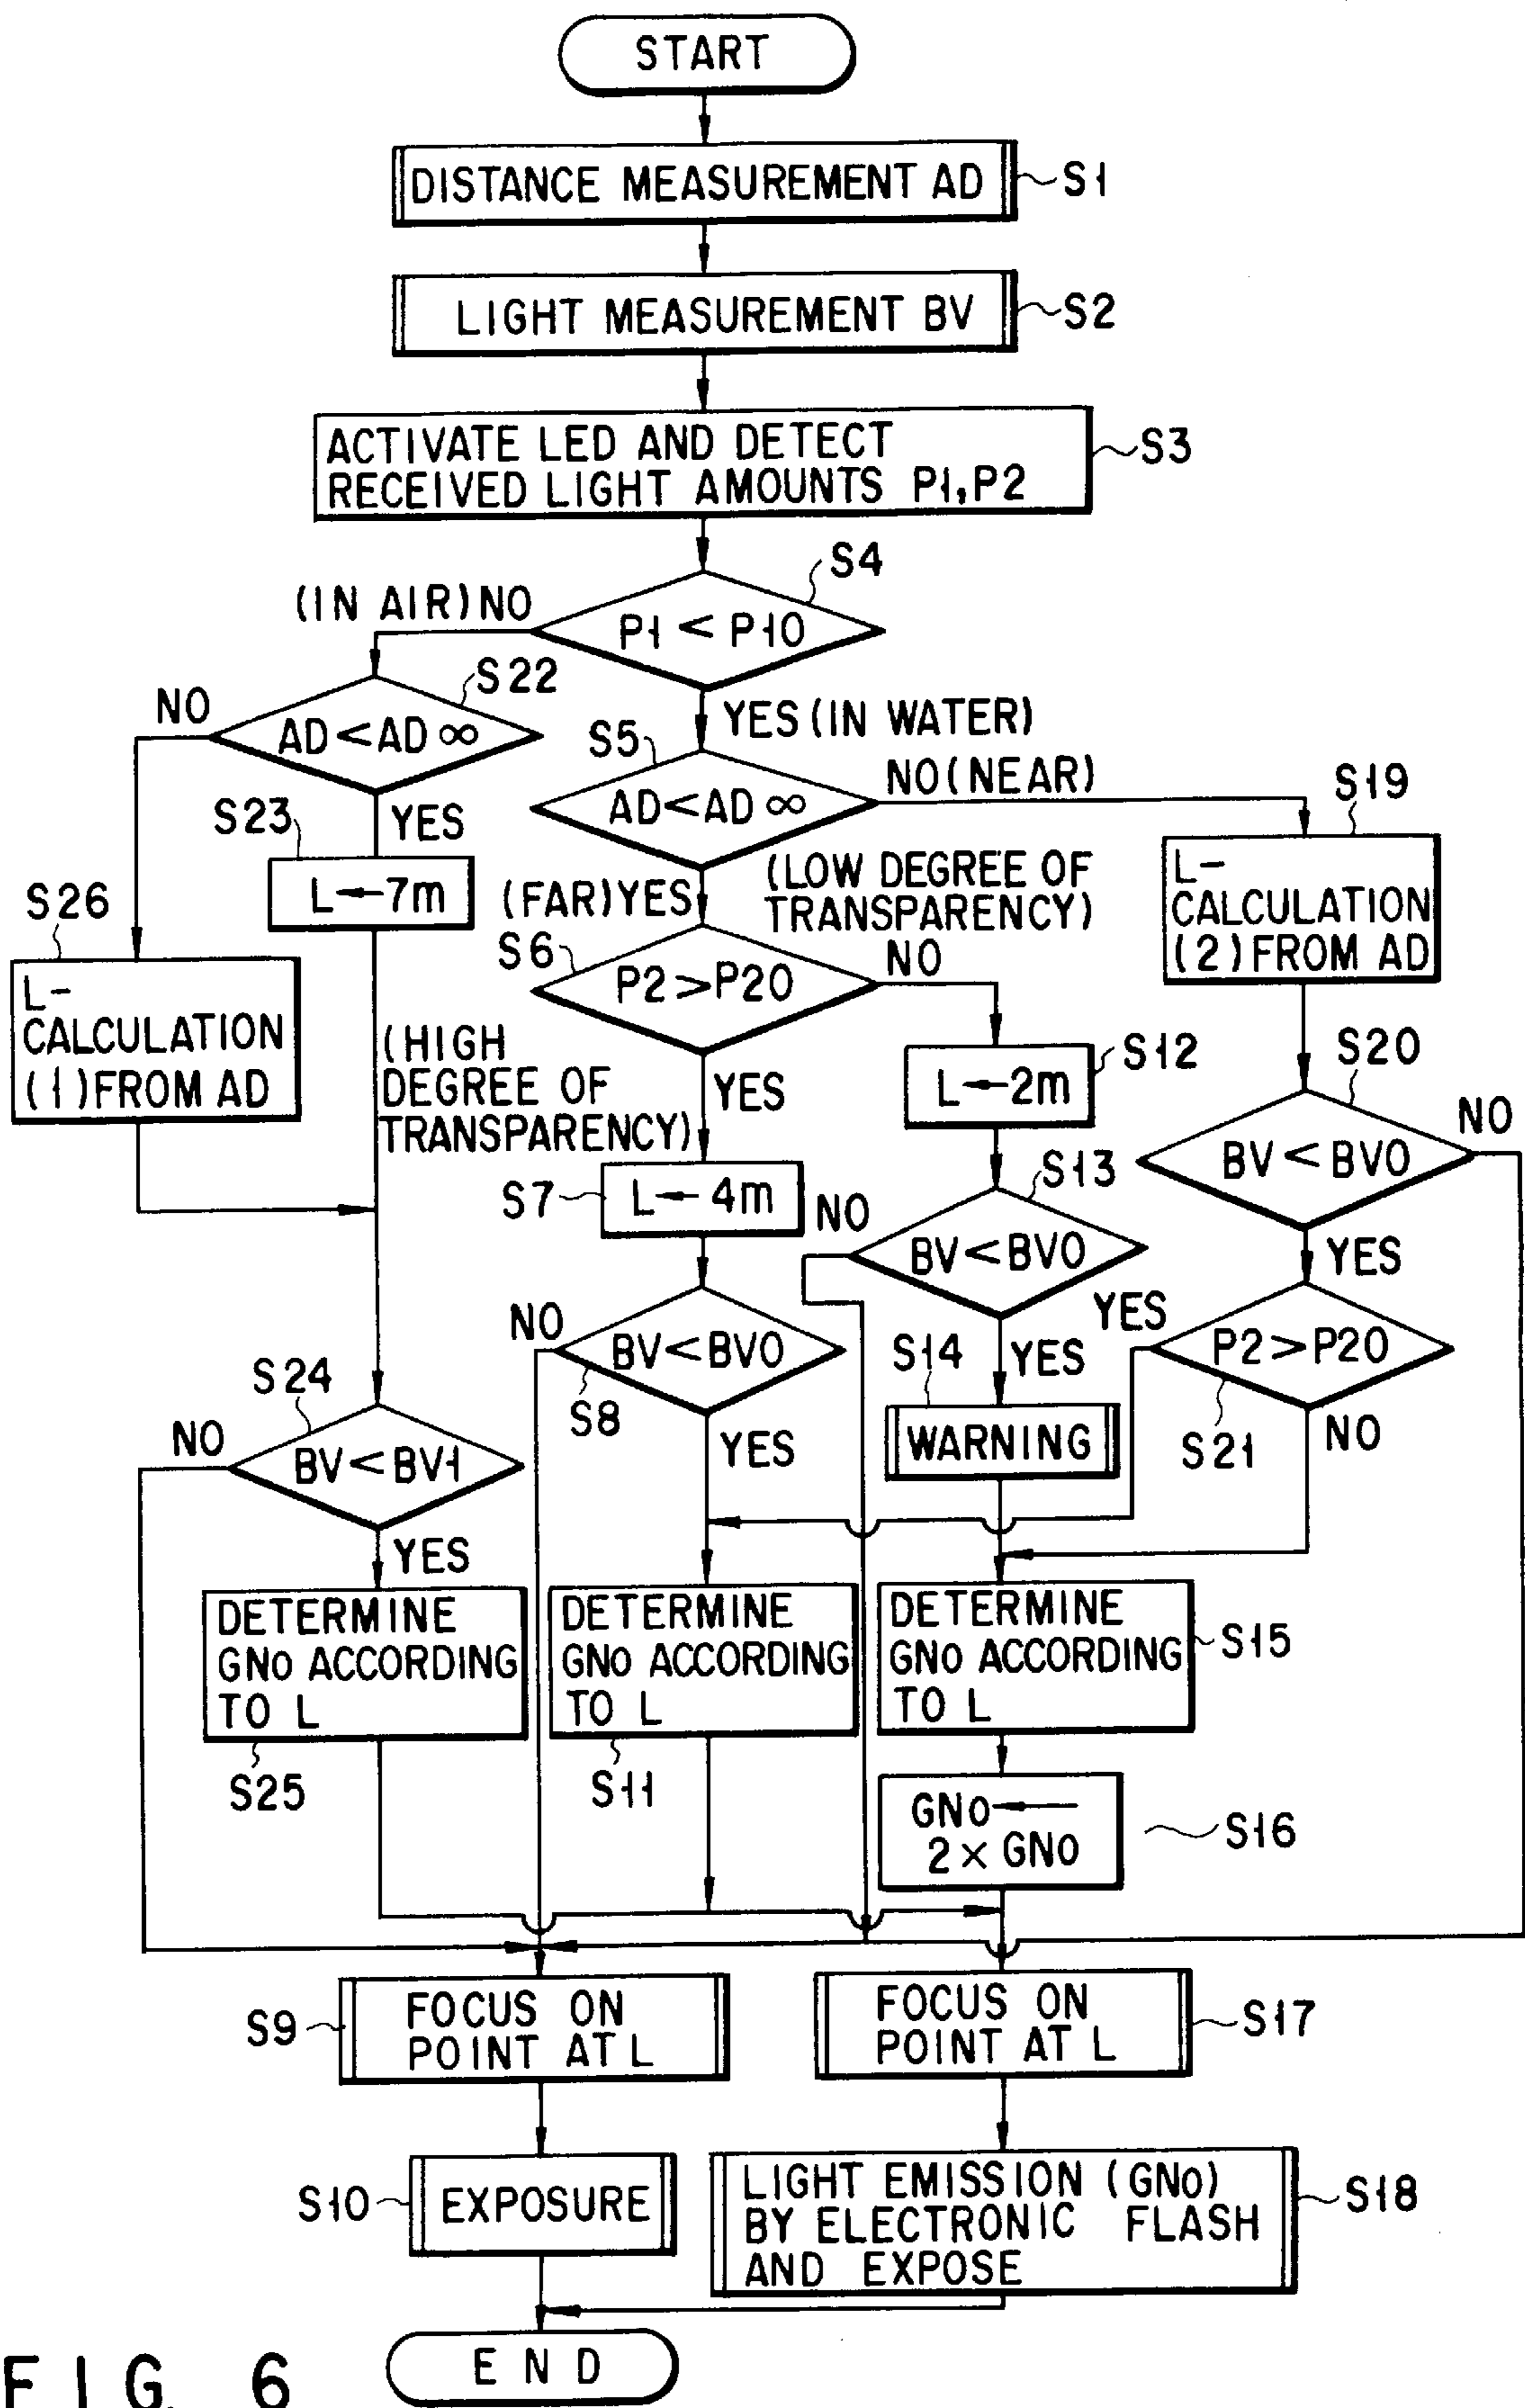 START
DISTANCE MEASUREMENT AD
S1
LIGHT MEASUREMENT BV
S2
ACTIVATE LED AND DETECT
RECEIVED LIGHT AMOUNTS P1,P2
S3
S4
(IN AIR) NO
P1 < P10
S22
NO
AD < AD ∞
YES (IN WATER)
S5
NO (NEAR)
AD < AD ∞
S19
S23
YES
L ← 7m
(FAR) YES
(LOW DEGREE OF
TRANSPARENCY)
L-
CALCULATION
(2) FROM AD
S26
S6
NO
P2 > P20
L-
CALCULATION
(1) FROM AD
(HIGH
DEGREE OF
TRANSPARENCY)
YES
S12
L ← 2m
S20
NO
BV < BV0
S7
L ← 4m
S13
NO
BV < BV0
YES
NO
BV < BV0
S8
YES
S14
YES
WARNING
YES
P2 > P20
S21
NO
S24
NO
BV < BV1
YES
DETERMINE
GNo ACCORDING
TO L
S25
DETERMINE
GNo ACCORDING
TO L
S11
DETERMINE
GNo ACCORDING
TO L
S15
GNo ←
2 × GNo
S16
S9
FOCUS ON
POINT AT L
FOCUS ON
POINT AT L
S17
S10
EXPOSURE
LIGHT EMISSION (GNo)
BY ELECTRONIC FLASH
AND EXPOSE
S18
END
FIG. 6